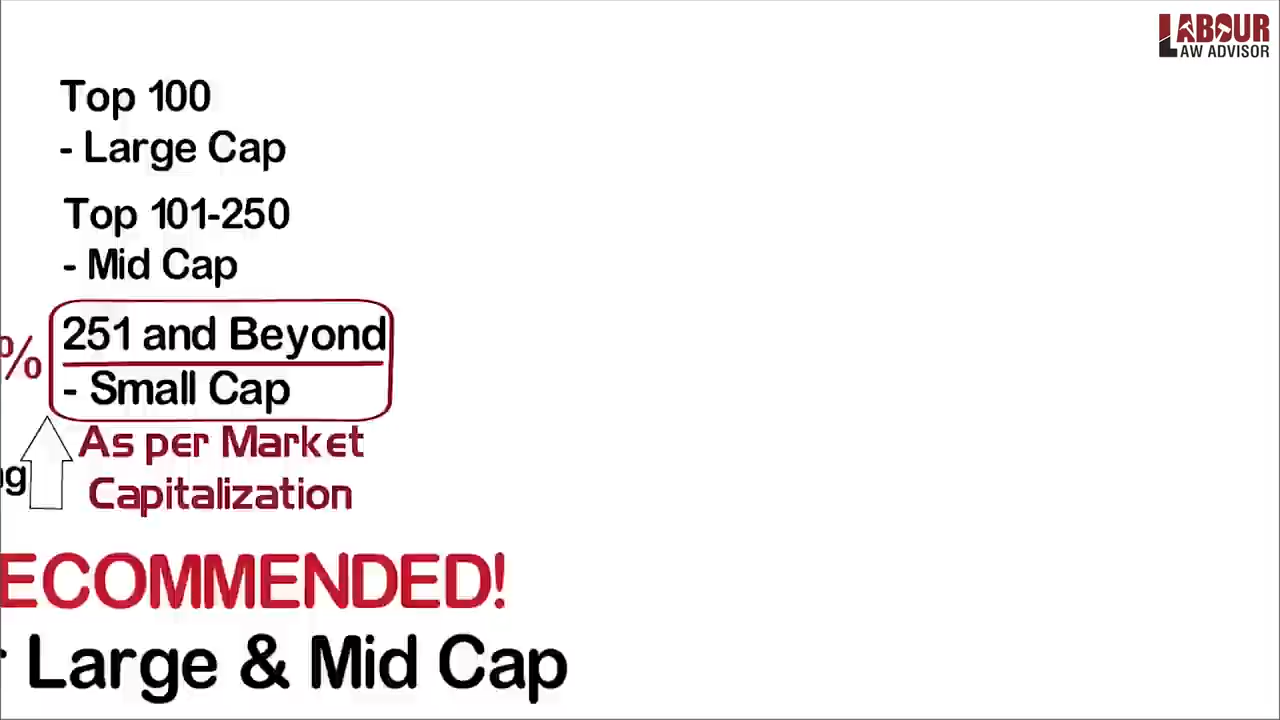 LABOUR
LAW ADVISOR
Top 100
- Large Cap
Top 101-250
- Mid Cap
251 and Beyond
%
- Small Cap
As per Market
Capitalization
ECOMMENDED!
Large & Mid Cap